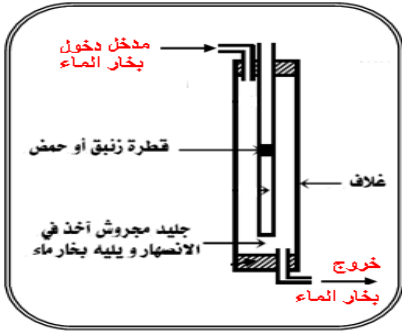 مدخل دخول
بخار الماء
قطرة زئبق أو حمض
غلاف
جليد مجروش آخذ في
الانصهار و يليه بخار ماء
خروج
بخار الماء